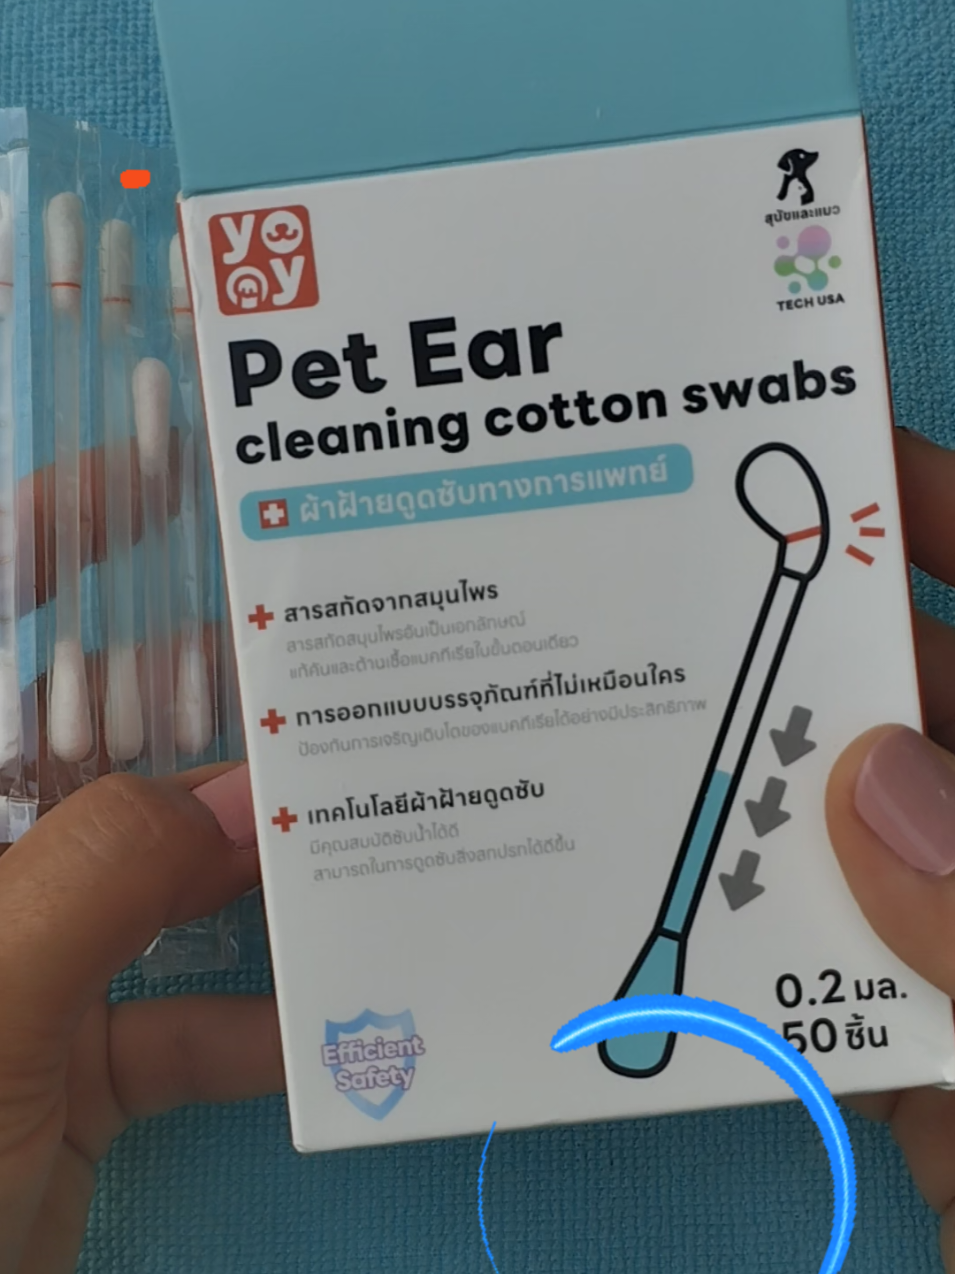 yooy
สุนัขและแมว
TECH USA
Pet Ear
cleaning cotton swabs
ผ้าฝ้ายดูดซับทางการแพทย์
สารสกัดจากสมุนไพร
สารสกัดสมุนไพรอันเป็นเอกลักษณ์
แก้คันและต้านเชื้อแบคทีเรียในขั้นตอนเดียว
การออกแบบบรรจุภัณฑ์ที่ไม่เหมือนใคร
ป้องกันการเจริญเติบโตของแบคทีเรียได้อย่างมีประสิทธิภาพ
เทคโนโลยีผ้าฝ้ายดูดซับ
มีคุณสมบัติซับน้ำได้ดี
สามารถในการดูดซับสิ่งสกปรกได้ดีขึ้น
0.2 มล.
50 ชิ้น
Efficient
Safety